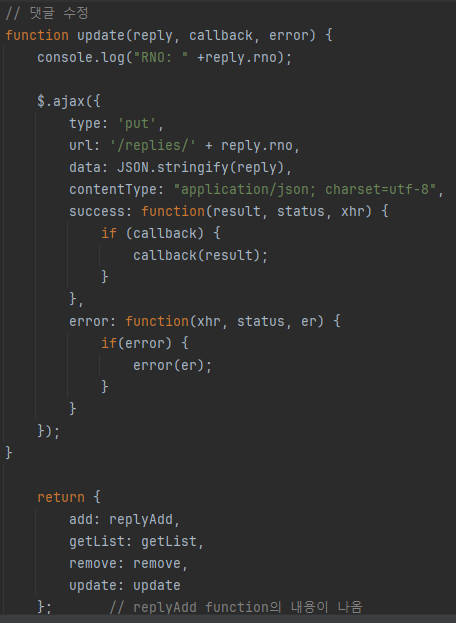 // 댓글 수정
function update(reply, callback, error) {
    console.log("RNO: " +reply.rno);

    $.ajax({
        type: 'put',
        url: '/replies/' + reply.rno,
        data: JSON.stringify(reply),
        contentType: "application/json; charset=utf-8",
        success: function(result, status, xhr) {
            if (callback) {
                callback(result);
            }
        },
        error: function(xhr, status, er) {
            if(error) {
                error(er);
            }
        }
    });
}

    return {
        add: replyAdd,
        getList: getList,
        remove: remove,
        update: update
    };       // replyAdd function의 내용이 나옴